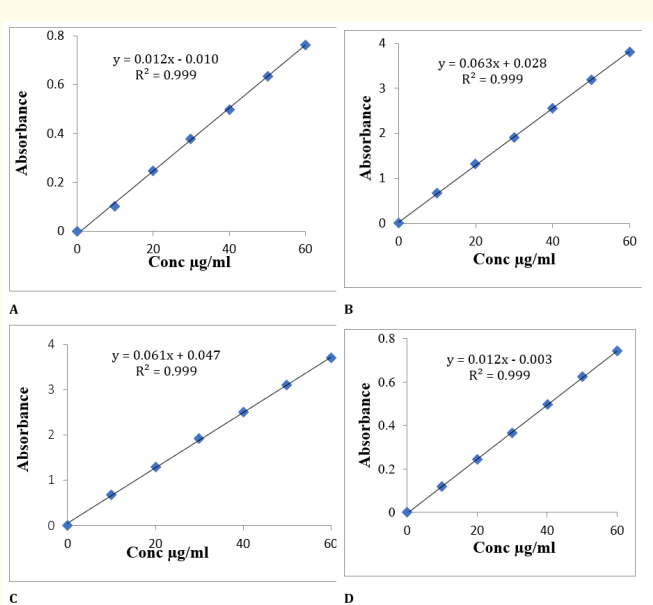 y = 0.012x - 0.010
R² = 0.999
Absorbance
0.8
0.6
0.4
0.2
0
0 20 40 60
Conc µg/ml
A
y = 0.063x + 0.028
R² = 0.999
Absorbance
4
3
2
1
0
0 20 40 60
Conc µg/ml
B
y = 0.061x + 0.047
R² = 0.999
Absorbance
4
3
2
1
0
0 20 40 60
Conc µg/ml
C
y = 0.012x - 0.003
R² = 0.999
Absorbance
0.8
0.6
0.4
0.2
0
0 20 40 60
Conc µg/ml
D